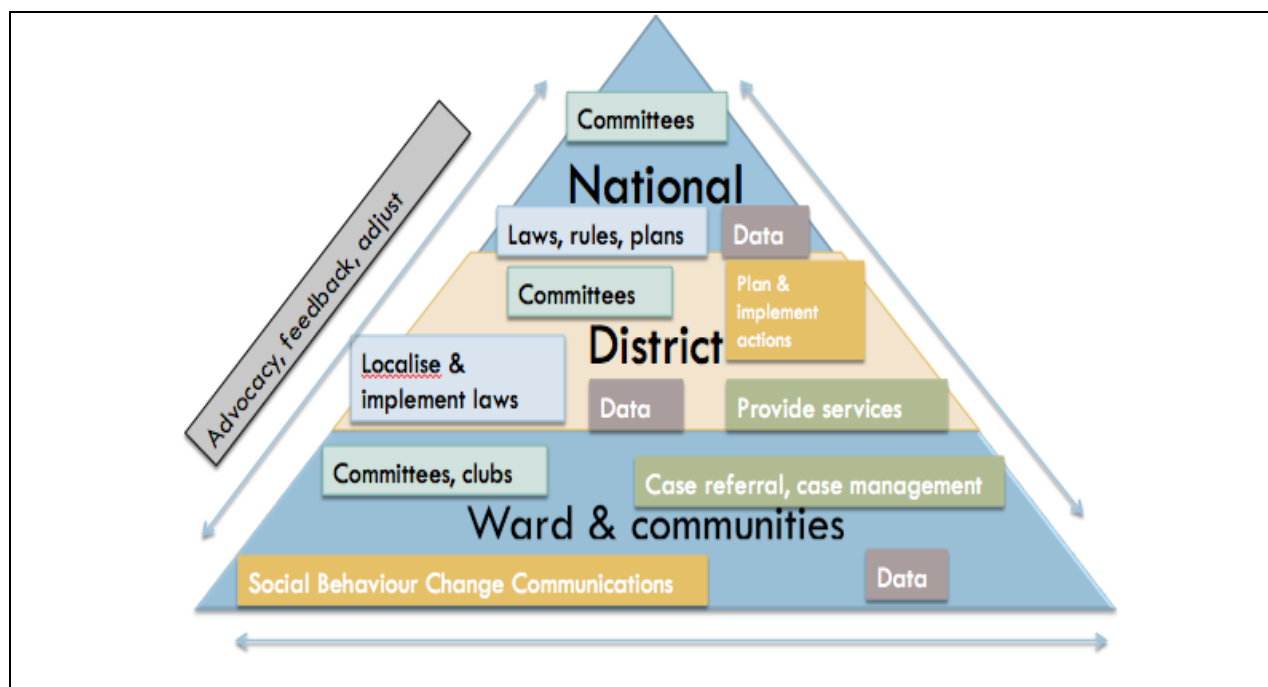 Committees
National
Laws, rules, plans
Data
Advocacy, feedback, adjust
Committees
Plan &
implement
actions
District
Localise &
implement laws
Data
Provide services
Committees, clubs
Case referral, case management
Ward & communities
Social Behaviour Change Communications
Data